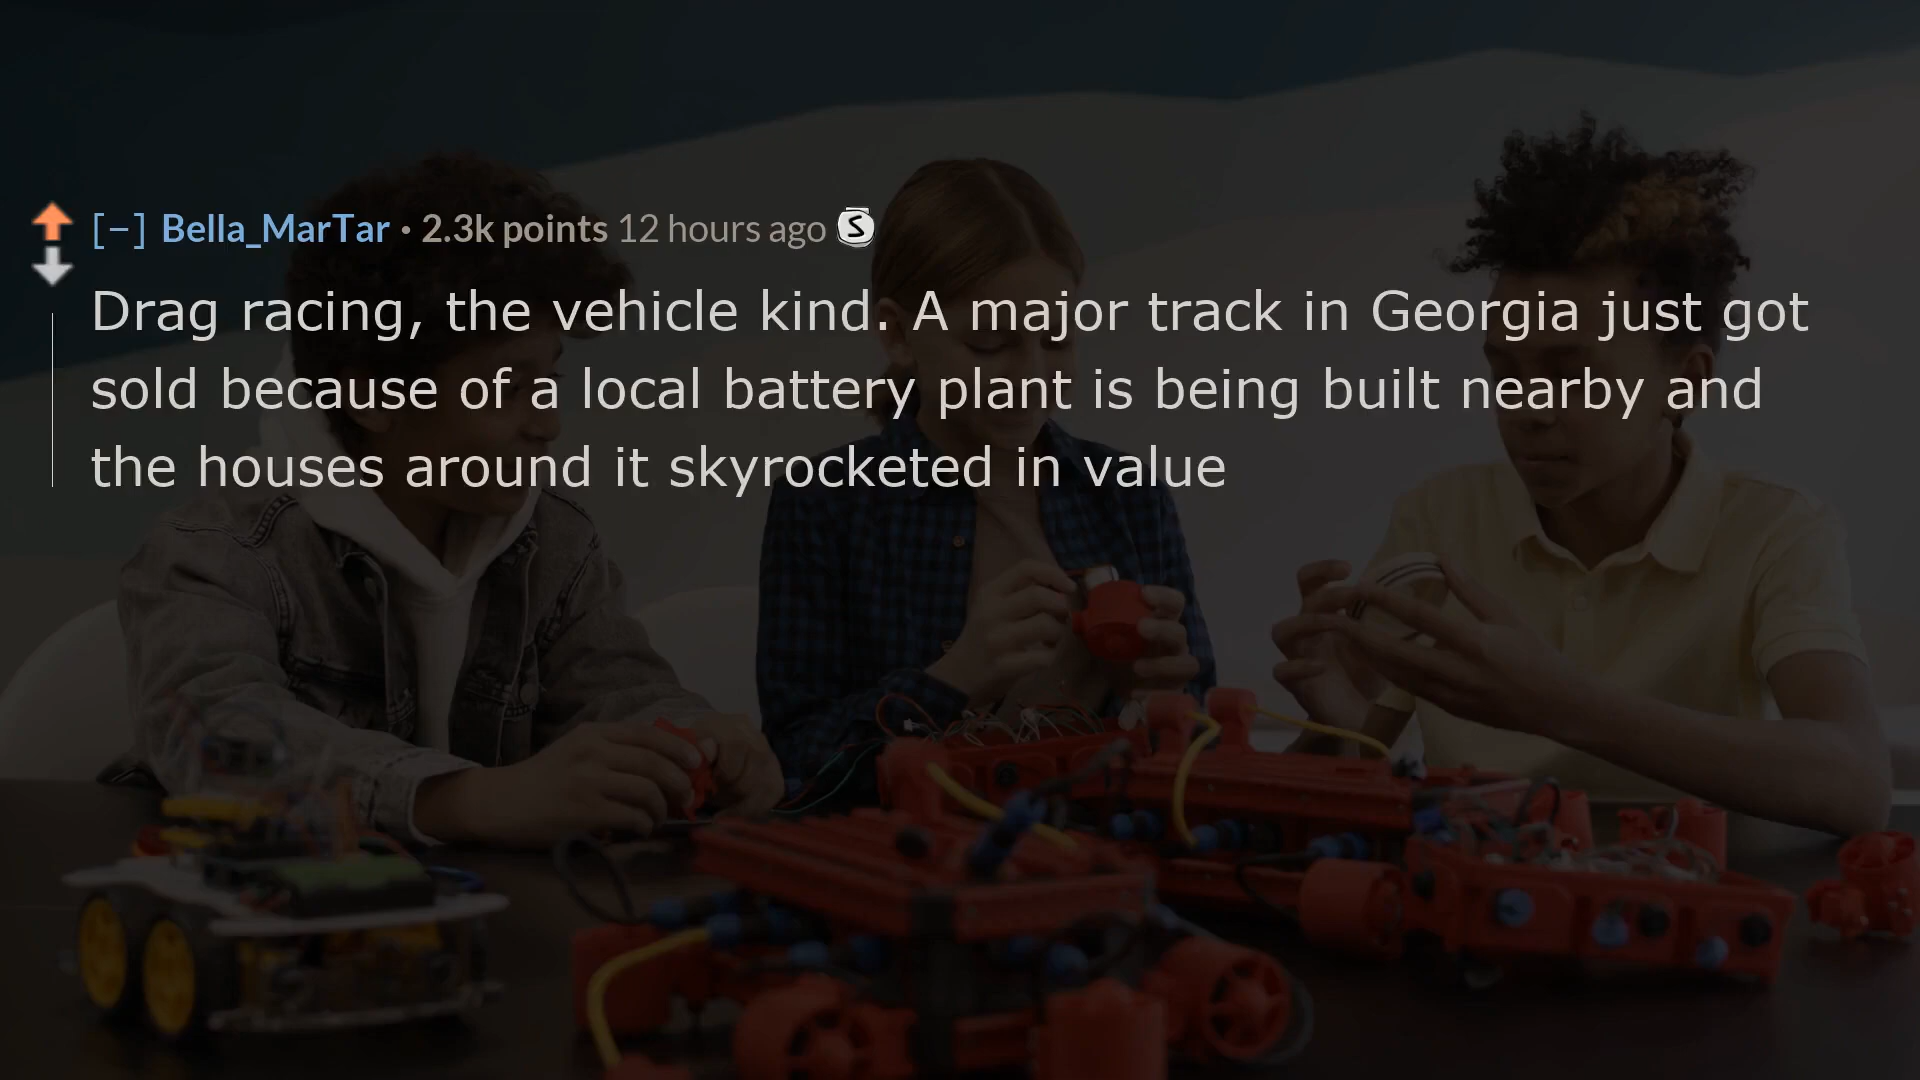 [–] Bella_MarTar · 2.3k points 12 hours ago S
Drag racing, the vehicle kind. A major track in Georgia just got
sold because of a local battery plant is being built nearby and
the houses around it skyrocketed in value